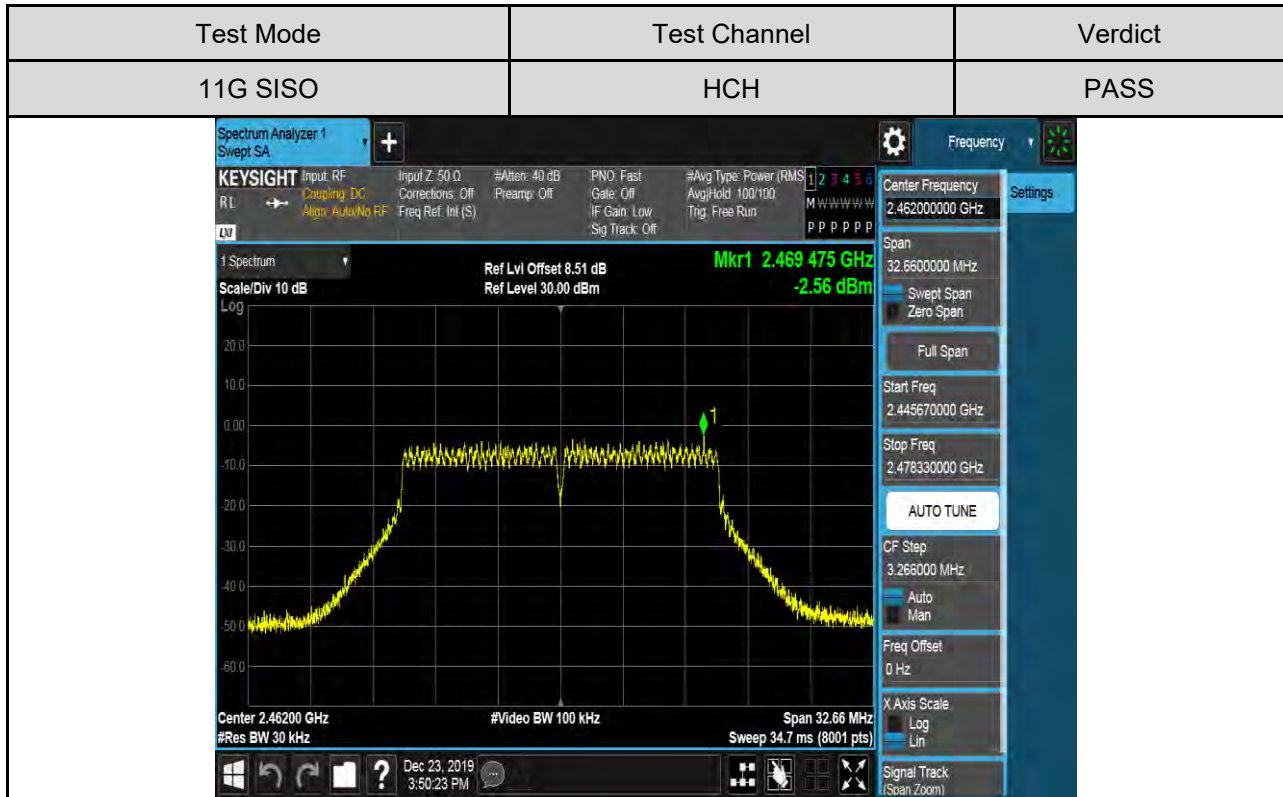 Test Mode
Test Channel
Verdict
11G SISO
HCH
PASS
Spectrum Analyzer 1
Swept SA
+
Frequency
KEYSIGHT
RL
LXI
Input: RF
Coupling: DC
Align: Auto/No RF
Input Z: 50 Ω
Corrections: Off
Freq Ref: Int (S)
#Atten: 40 dB
Preamp: Off
PNO: Fast
Gate: Off
IF Gain: Low
Sig Track: Off
#Avg Type: Power (RMS
Avg|Hold: 100/100
Trig: Free Run
1 2 3 4 5 6
M W W W W W
P P P P P P
1 Spectrum
Scale/Div 10 dB
Ref Lvl Offset 8.51 dB
Ref Level 30.00 dBm
Mkr1 2.469 475 GHz
-2.56 dBm
Log
20.0
10.0
0.00
-10.0
-20.0
-30.0
-40.0
-50.0
-60.0
1
Center 2.46200 GHz
#Video BW 100 kHz
Span 32.66 MHz
#Res BW 30 kHz
Sweep 34.7 ms (8001 pts)
Center Frequency
2.462000000 GHz
Settings
Span
32.6600000 MHz
Swept Span
Zero Span
Full Span
Start Freq
2.445670000 GHz
Stop Freq
2.478330000 GHz
AUTO TUNE
CF Step
3.266000 MHz
Auto
Man
Freq Offset
0 Hz
X Axis Scale
Log
Lin
Signal Track
(Span Zoom)
?
Dec 23, 2019
3:50:23 PM